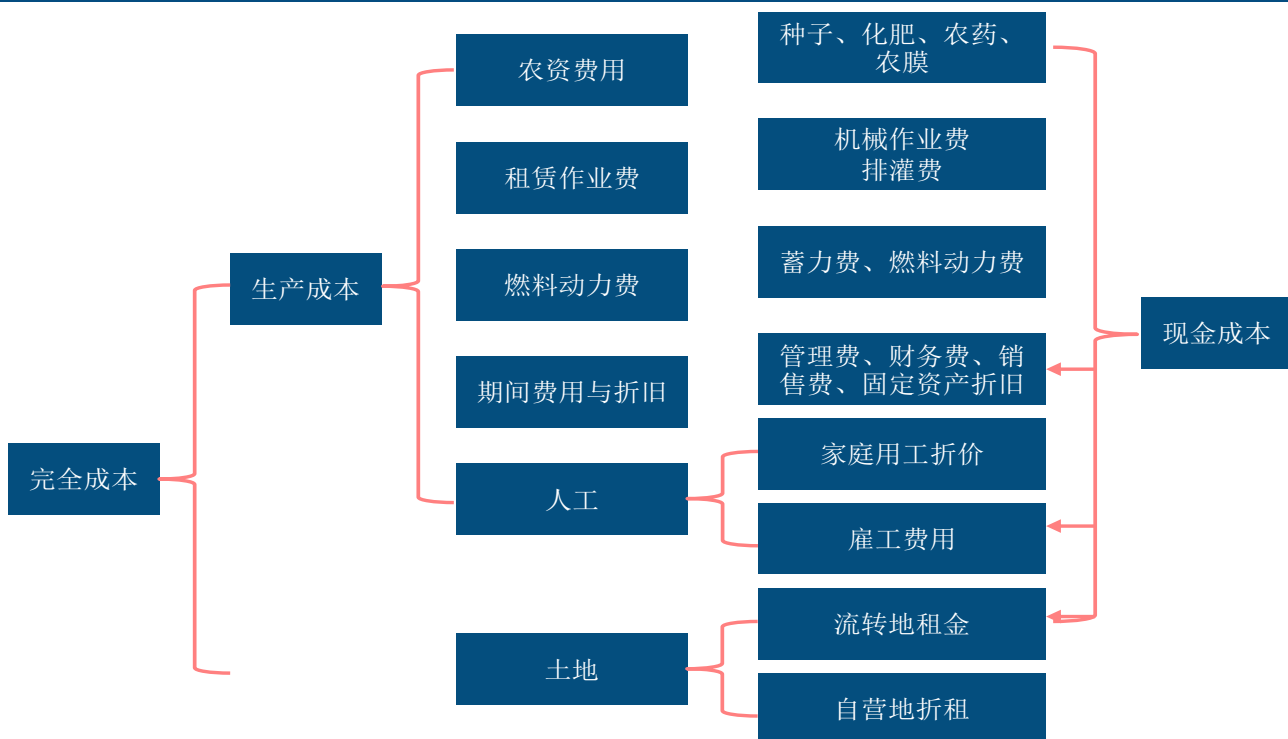 种子、化肥、农药、
农膜
农资费用
机械作业费
排灌费
租赁作业费
蓄力费、燃料动力费
生产成本
燃料动力费
现金成本
管理费、财务费、销
售费、固定资产折旧
期间费用与折旧
家庭用工折价
完全成本
人工
雇工费用
流转地租金
土地
自营地折租